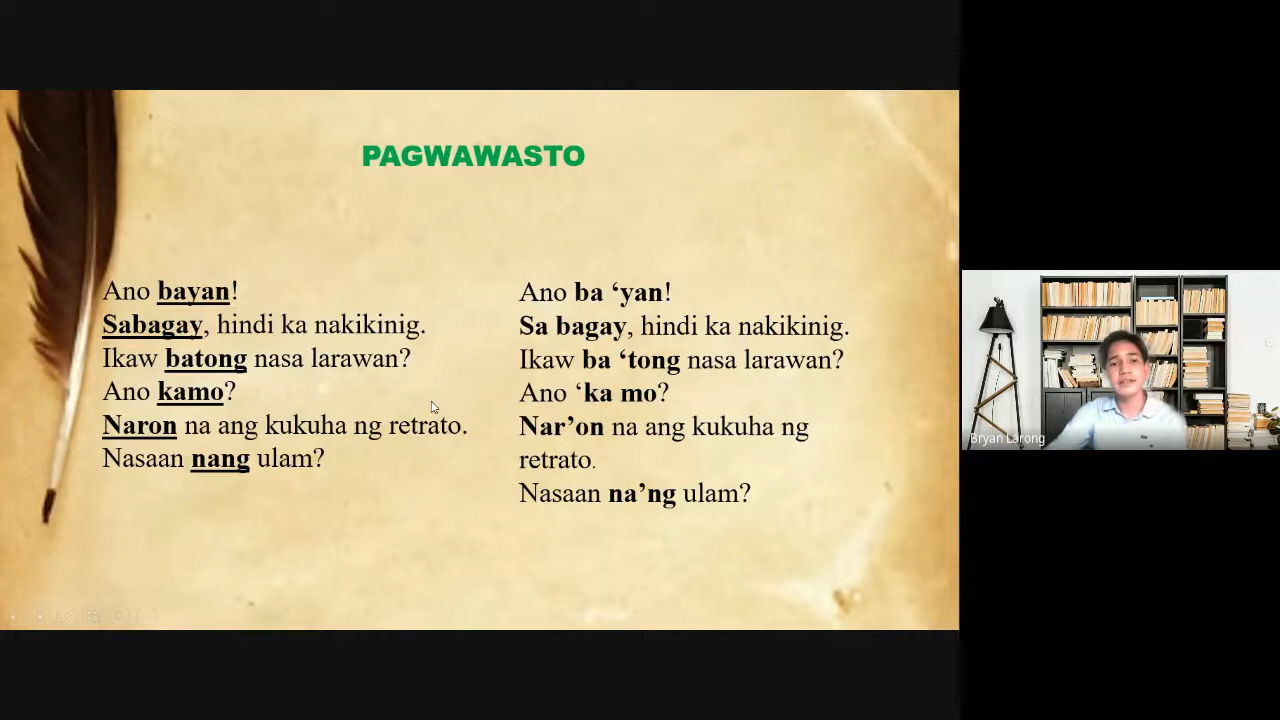 PAGWAWASTO
Ano bayan!
Sabagay, hindi ka nakikinig.
Ikaw batong nasa larawan?
Ano kamo?
Naron na ang kukuha ng retrato.
Nasaan nang ulam?
Ano ba ‘yan!
Sa bagay, hindi ka nakikinig.
Ikaw ba ‘tong nasa larawan?
Ano ‘ka mo?
Nar’on na ang kukuha ng
retrato.
Nasaan na’ng ulam?
Bryan Larong